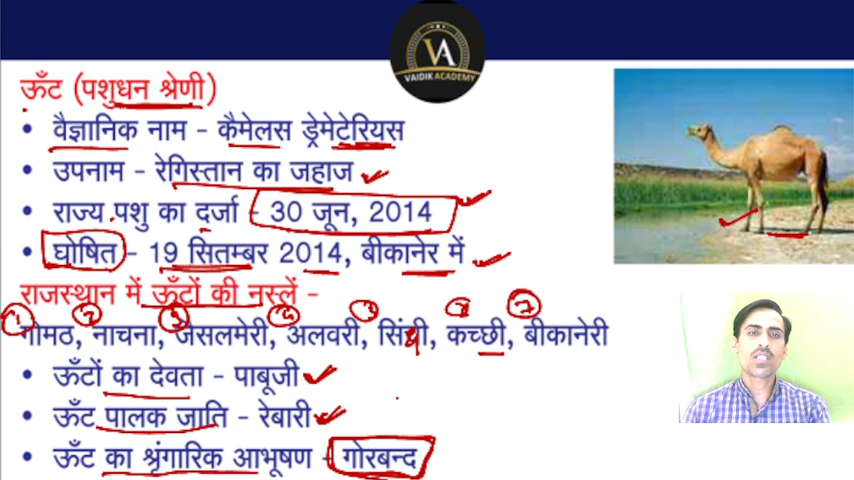 VA
VAIDIK ACADEMY
ऊँट (पशुधन श्रेणी)
• वैज्ञानिक नाम - कैमेलस ड्रेमेटेरियस
• उपनाम - रेगिस्तान का जहाज
• राज्य पशु का दर्जा - 30 जून, 2014
• घोषित - 19 सितम्बर 2014, बीकानेर में
राजस्थान में ऊँटों की नस्लें -
गोमठ, नाचना, जैसलमेरी, अलवरी, सिंधी, कच्छी, बीकानेरी
• ऊँटों का देवता - पाबूजी
• ऊँट पालक जाति - रेबारी
• ऊँट का श्रृंगारिक आभूषण - गोरबन्द